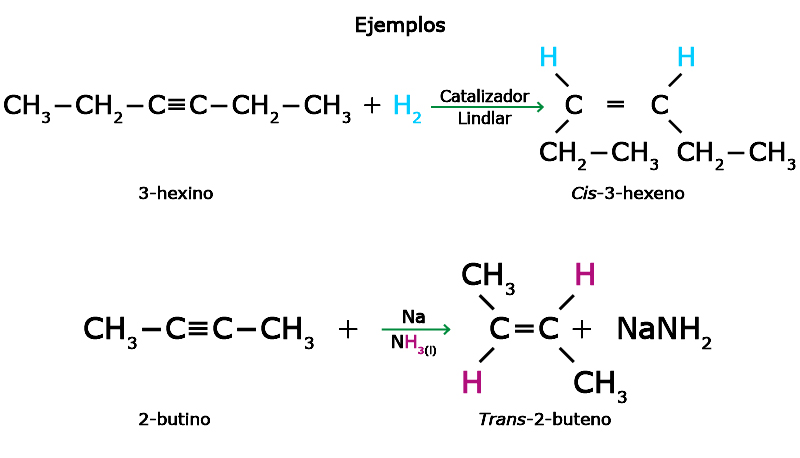 Ejemplos
CH₃−CH₂−C≡C−CH₂−CH₃ + H₂ Catalizador Lindlar
H H
C = C
CH₂−CH₃ CH₂−CH₃
3-hexino
Cis-3-hexeno
CH₃−C≡C−CH₃ + Na NH₃(l)
CH₃ H
C=C + NaNH₂
H CH₃
2-butino
Trans-2-buteno